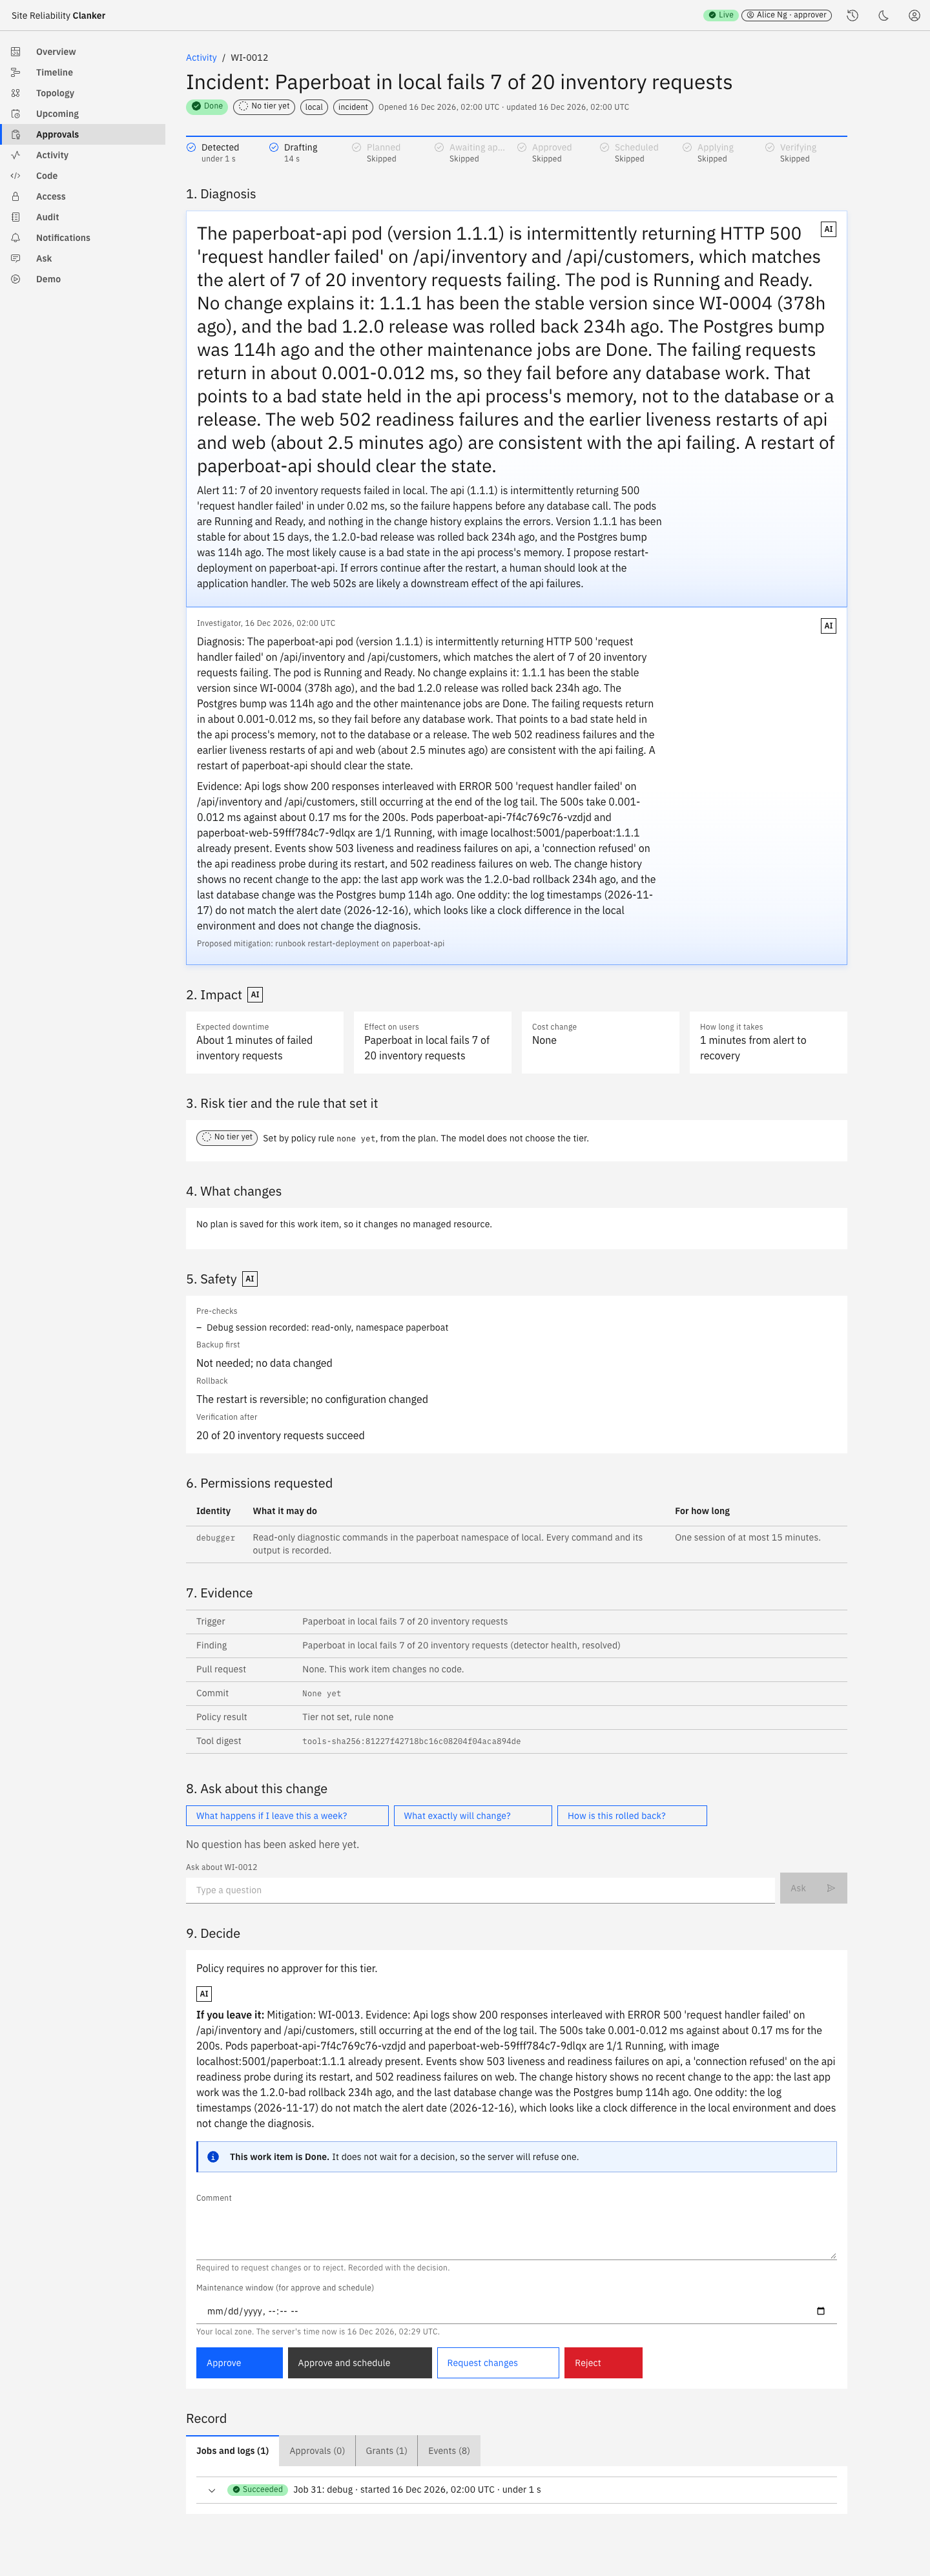 Site Reliability Clanker
Live
Alice Ng · approver
Overview
Timeline
Topology
Upcoming
Approvals
Activity
Code
Access
Audit
Notifications
Ask
Demo
Activity / WI-0012
Incident: Paperboat in local fails 7 of 20 inventory requests
Done
No tier yet
local
incident
Opened 16 Dec 2026, 02:00 UTC · updated 16 Dec 2026, 02:00 UTC
Detected
under 1 s
Drafting
14 s
Planned
Skipped
Awaiting ap...
Skipped
Approved
Skipped
Scheduled
Skipped
Applying
Skipped
Verifying
Skipped
1. Diagnosis
AI
The paperboat-api pod (version 1.1.1) is intermittently returning HTTP 500
'request handler failed' on /api/inventory and /api/customers, which matches
the alert of 7 of 20 inventory requests failing. The pod is Running and Ready.
No change explains it: 1.1.1 has been the stable version since WI-0004 (378h
ago), and the bad 1.2.0 release was rolled back 234h ago. The Postgres bump
was 114h ago and the other maintenance jobs are Done. The failing requests
return in about 0.001-0.012 ms, so they fail before any database work. That
points to a bad state held in the api process's memory, not to the database or a
release. The web 502 readiness failures and the earlier liveness restarts of api
and web (about 2.5 minutes ago) are consistent with the api failing. A restart of
paperboat-api should clear the state.
Alert 11: 7 of 20 inventory requests failed in local. The api (1.1.1) is intermittently returning 500
'request handler failed' in under 0.02 ms, so the failure happens before any database call. The pods
are Running and Ready, and nothing in the change history explains the errors. Version 1.1.1 has been
stable for about 15 days, the 1.2.0-bad release was rolled back 234h ago, and the Postgres bump
was 114h ago. The most likely cause is a bad state in the api process's memory. I propose restart-
deployment on paperboat-api. If errors continue after the restart, a human should look at the
application handler. The web 502s are likely a downstream effect of the api failures.
Investigator, 16 Dec 2026, 02:00 UTC
AI
Diagnosis: The paperboat-api pod (version 1.1.1) is intermittently returning HTTP 500 'request
handler failed' on /api/inventory and /api/customers, which matches the alert of 7 of 20 inventory
requests failing. The pod is Running and Ready. No change explains it: 1.1.1 has been the stable
version since WI-0004 (378h ago), and the bad 1.2.0 release was rolled back 234h ago. The
Postgres bump was 114h ago and the other maintenance jobs are Done. The failing requests return
in about 0.001-0.012 ms, so they fail before any database work. That points to a bad state held in
the api process's memory, not to the database or a release. The web 502 readiness failures and the
earlier liveness restarts of api and web (about 2.5 minutes ago) are consistent with the api failing. A
restart of paperboat-api should clear the state.
Evidence: Api logs show 200 responses interleaved with ERROR 500 'request handler failed' on
/api/inventory and /api/customers, still occurring at the end of the log tail. The 500s take 0.001-
0.012 ms against about 0.17 ms for the 200s. Pods paperboat-api-7f4c769c76-vzdjd and
paperboat-web-59fff784c7-9dlqx are 1/1 Running, with image localhost:5001/paperboat:1.1.1
already present. Events show 503 liveness and readiness failures on api, a 'connection refused' on
the api readiness probe during its restart, and 502 readiness failures on web. The change history
shows no recent change to the app: the last app work was the 1.2.0-bad rollback 234h ago, and the
last database change was the Postgres bump 114h ago. One oddity: the log timestamps (2026-11-
17) do not match the alert date (2026-12-16), which looks like a clock difference in the local
environment and does not change the diagnosis.
Proposed mitigation: runbook restart-deployment on paperboat-api
2. Impact AI
Expected downtime
About 1 minutes of failed
inventory requests
Effect on users
Paperboat in local fails 7 of
20 inventory requests
Cost change
None
How long it takes
1 minutes from alert to
recovery
3. Risk tier and the rule that set it
No tier yet Set by policy rule none yet, from the plan. The model does not choose the tier.
4. What changes
No plan is saved for this work item, so it changes no managed resource.
5. Safety AI
Pre-checks
– Debug session recorded: read-only, namespace paperboat
Backup first
Not needed; no data changed
Rollback
The restart is reversible; no configuration changed
Verification after
20 of 20 inventory requests succeed
6. Permissions requested
Identity What it may do For how long
debugger Read-only diagnostic commands in the paperboat namespace of local. Every command and its One session of at most 15 minutes.
output is recorded.
7. Evidence
Trigger Paperboat in local fails 7 of 20 inventory requests
Finding Paperboat in local fails 7 of 20 inventory requests (detector health, resolved)
Pull request None. This work item changes no code.
Commit None yet
Policy result Tier not set, rule none
Tool digest tools-sha256:81227f42718bc16c08204f04aca894de
8. Ask about this change
What happens if I leave this a week?
What exactly will change?
How is this rolled back?
No question has been asked here yet.
Ask about WI-0012
Type a question
Ask
9. Decide
Policy requires no approver for this tier.
AI
If you leave it: Mitigation: WI-0013. Evidence: Api logs show 200 responses interleaved with ERROR 500 'request handler failed' on
/api/inventory and /api/customers, still occurring at the end of the log tail. The 500s take 0.001-0.012 ms against about 0.17 ms for the
200s. Pods paperboat-api-7f4c769c76-vzdjd and paperboat-web-59fff784c7-9dlqx are 1/1 Running, with image
localhost:5001/paperboat:1.1.1 already present. Events show 503 liveness and readiness failures on api, a 'connection refused' on the api
readiness probe during its restart, and 502 readiness failures on web. The change history shows no recent change to the app: the last app
work was the 1.2.0-bad rollback 234h ago, and the last database change was the Postgres bump 114h ago. One oddity: the log
timestamps (2026-11-17) do not match the alert date (2026-12-16), which looks like a clock difference in the local environment and does
not change the diagnosis.
This work item is Done. It does not wait for a decision, so the server will refuse one.
Comment
Required to request changes or to reject. Recorded with the decision.
Maintenance window (for approve and schedule)
mm/dd/yyyy, --:-- --
Your local zone. The server's time now is 16 Dec 2026, 02:29 UTC.
Approve
Approve and schedule
Request changes
Reject
Record
Jobs and logs (1)
Approvals (0)
Grants (1)
Events (8)
Succeeded Job 31: debug · started 16 Dec 2026, 02:00 UTC · under 1 s